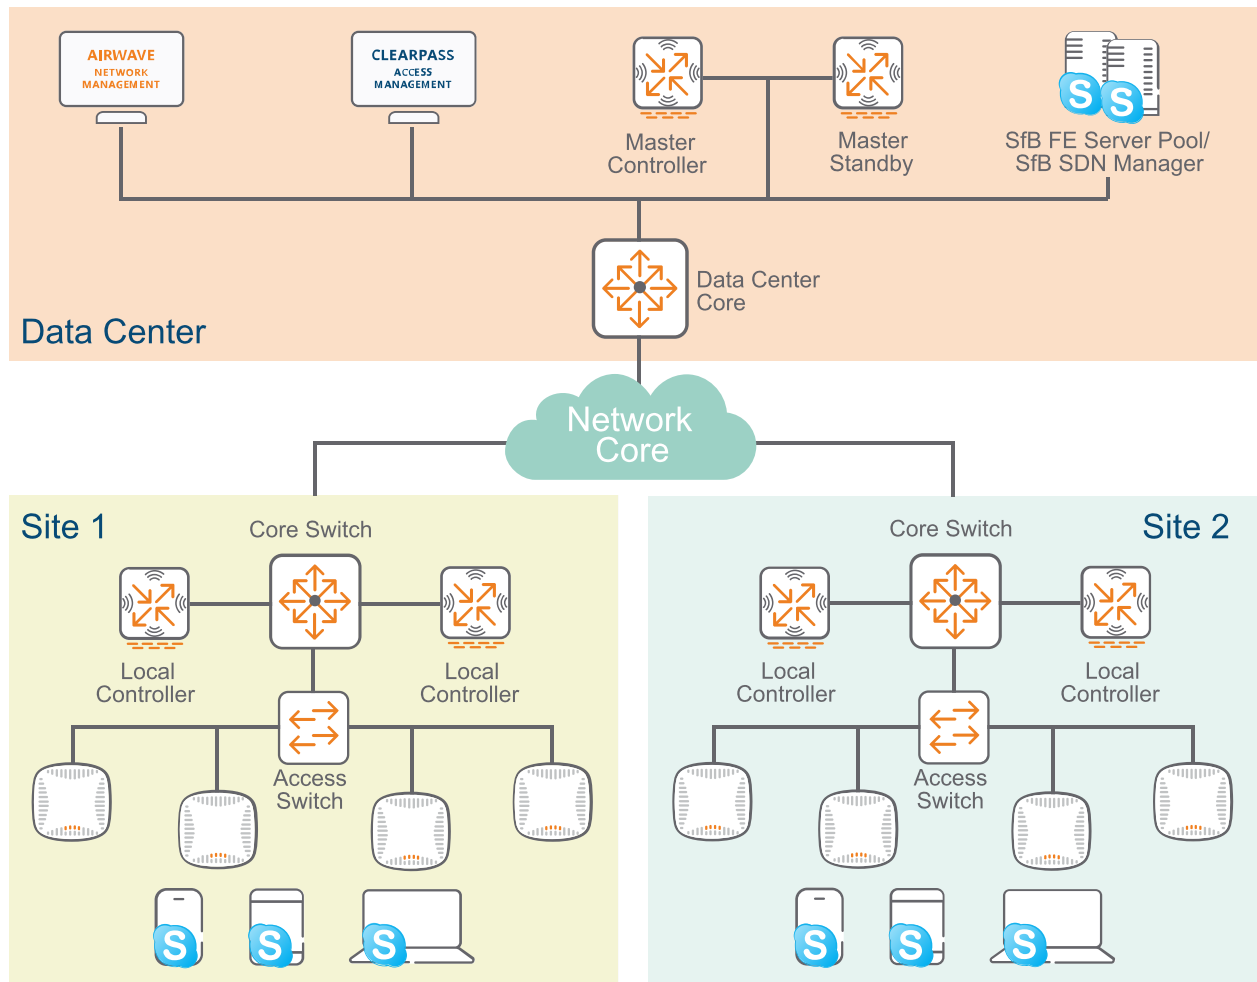 AIRWAVE
NETWORK
MANAGEMENT
CLEARPASS
ACCESS
MANAGEMENT
Master
Controller
Master
Standby
S
S
SfB FE Server Pool/
SfB SDN Manager
Data Center
Core
Data Center
Network
Core
Site 1
Core Switch
Local
Controller
Local
Controller
Access
Switch
S
S
S
Site 2
Core Switch
Local
Controller
Local
Controller
Access
Switch
S
S
S